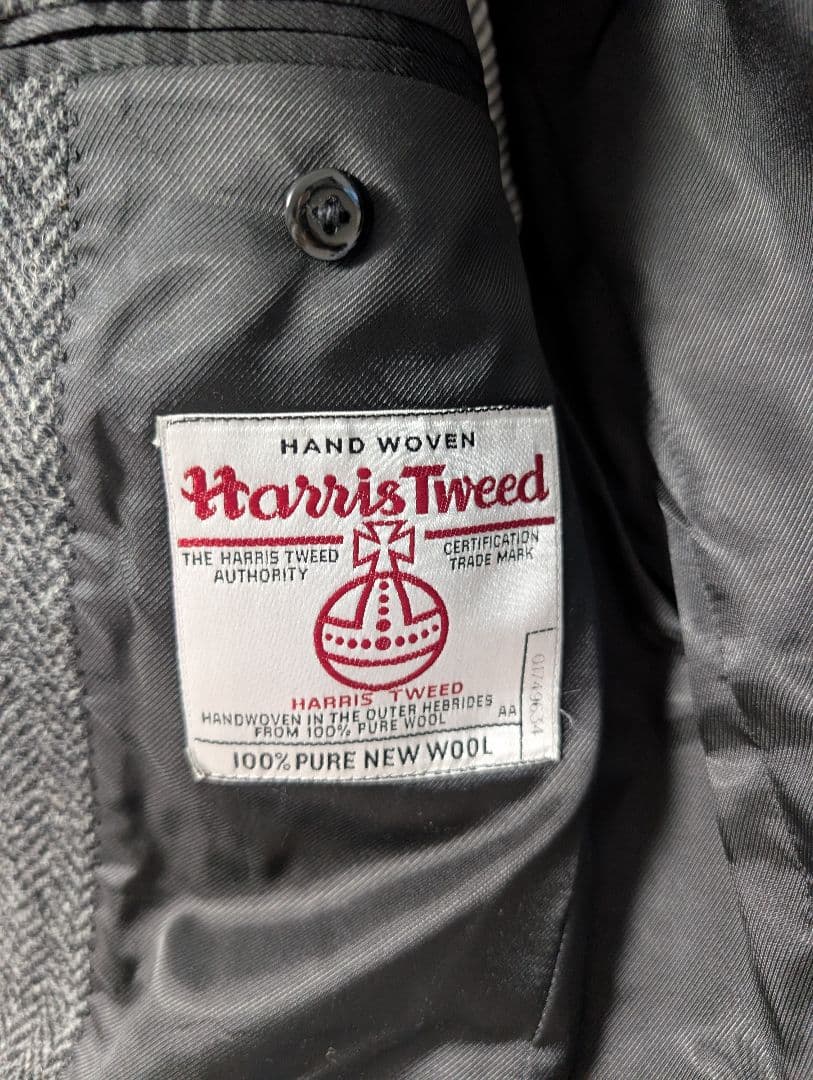 HAND WOVEN
Harris Tweed
THE HARRIS TWEED
AUTHORITY
CERTIFICATION
TRADE MARK
HARRIS TWEED
HANDWOVEN IN THE OUTER HEBRIDES
FROM 100% PURE WOOL
AA
100% PURE NEW WOOL
01749634